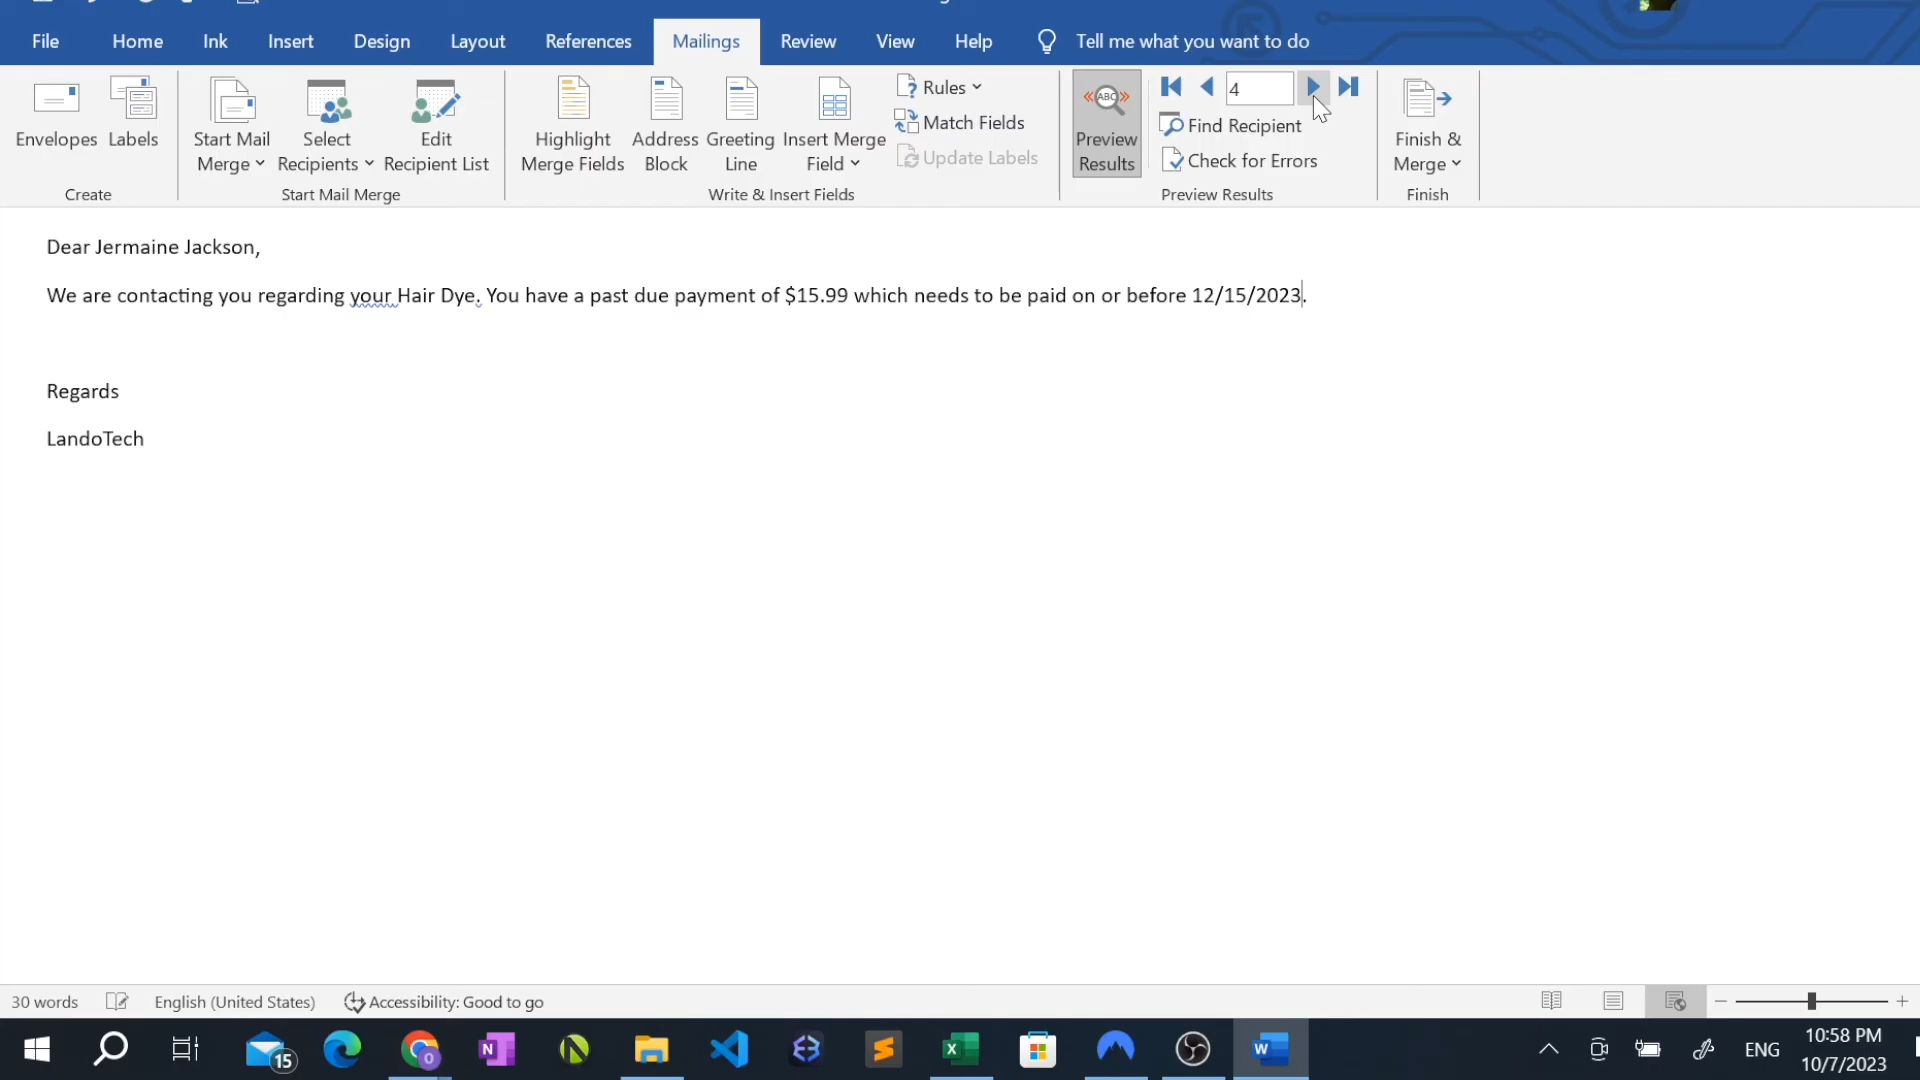 File Home Ink Insert Design Layout References Mailings Review View Help Tell me what you want to do
Envelopes
Labels
Start Mail
Merge
Select
Recipients
Edit
Recipient List
Highlight
Merge Fields
Address
Block
Greeting
Line
Insert Merge
Field
Rules
Match Fields
Update Labels
«ABC»
Preview
Results
4
Find Recipient
Check for Errors
Finish &
Merge
Create
Start Mail Merge
Write & Insert Fields
Preview Results
Finish
Dear Jermaine Jackson,
We are contacting you regarding your Hair Dye. You have a past due payment of $15.99 which needs to be paid on or before 12/15/2023.
Regards
LandoTech
30 words English (United States) Accessibility: Good to go
15
N
X
W
ENG
10:58 PM
10/7/2023